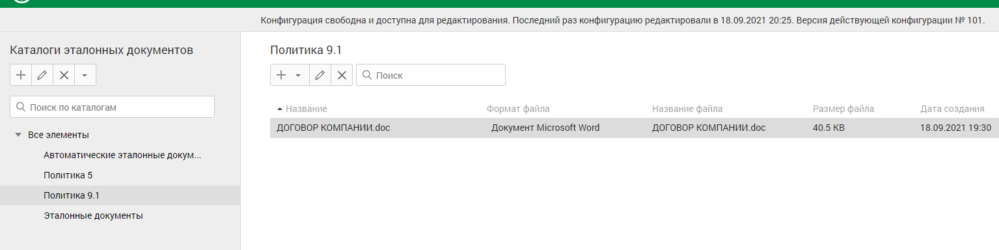 Конфигурация свободна и доступна для редактирования. Последний раз конфигурацию редактировали в 18.09.2021 20:25. Версия действующей конфигурации № 101.
Каталоги эталонных документов
Поиск по каталогам
Все элементы
Автоматические эталонные докум...
Политика 5
Политика 9.1
Эталонные документы
Политика 9.1
Поиск
Название Формат файла Название файла Размер файла Дата создания
ДОГОВОР КОМПАНИИ.doc Документ Microsoft Word ДОГОВОР КОМПАНИИ.doc 40.5 KB 18.09.2021 19:30